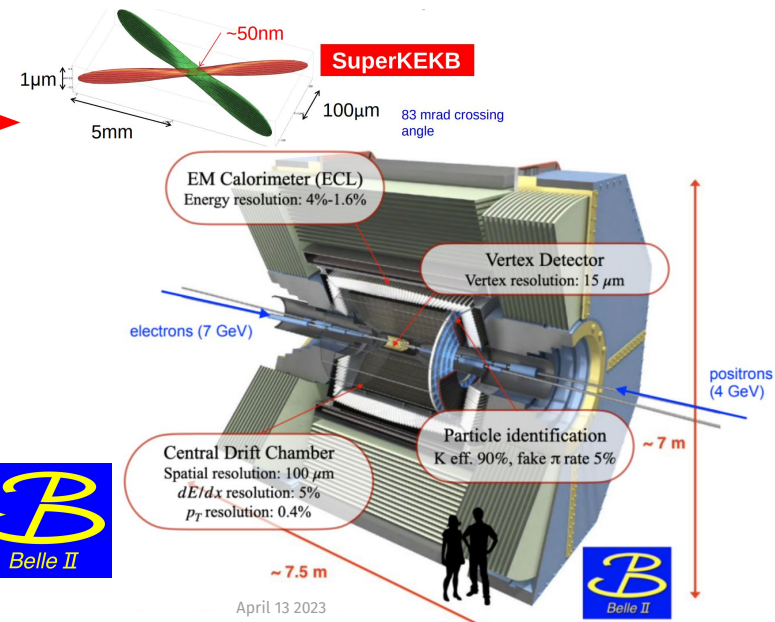 ~50nm
SuperKEKB
1μm
5mm
100μm
83 mrad crossing
angle
EM Calorimeter (ECL)
Energy resolution: 4%-1.6%
Vertex Detector
Vertex resolution: 15 μm
electrons (7 GeV)
positrons
(4 GeV)
Particle identification
K eff. 90%, fake π rate 5%
~ 7 m
Central Drift Chamber
Spatial resolution: 100 μm
dE/dx resolution: 5%
pT resolution: 0.4%
B
Belle II
~ 7.5 m
April 13 2023
B
Belle II